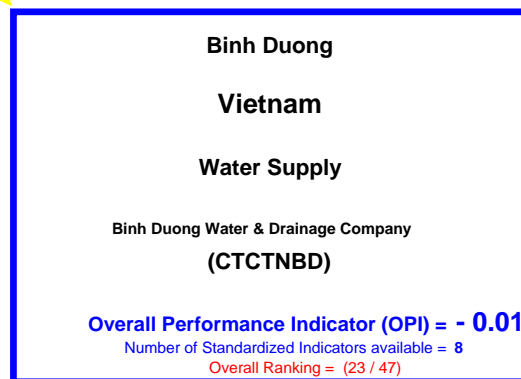 Binh Duong
Vietnam
Water Supply
Binh Duong Water & Drainage Company
(CTCTNBD)
Overall Performance Indicator (OPI) = - 0.01
Number of Standardized Indicators available = 8
Overall Ranking = (23 / 47)